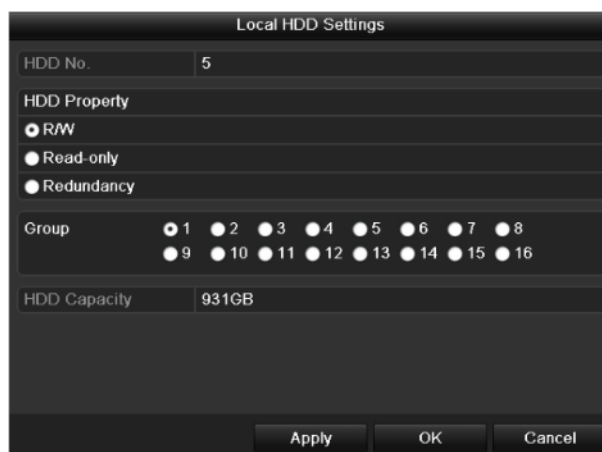 Local HDD Settings
HDD No. 5
HDD Property
R/W
Read-only
Redundancy
Group 1 2 3 4 5 6 7 8
9 10 11 12 13 14 15 16
HDD Capacity 931GB
Apply OK Cancel